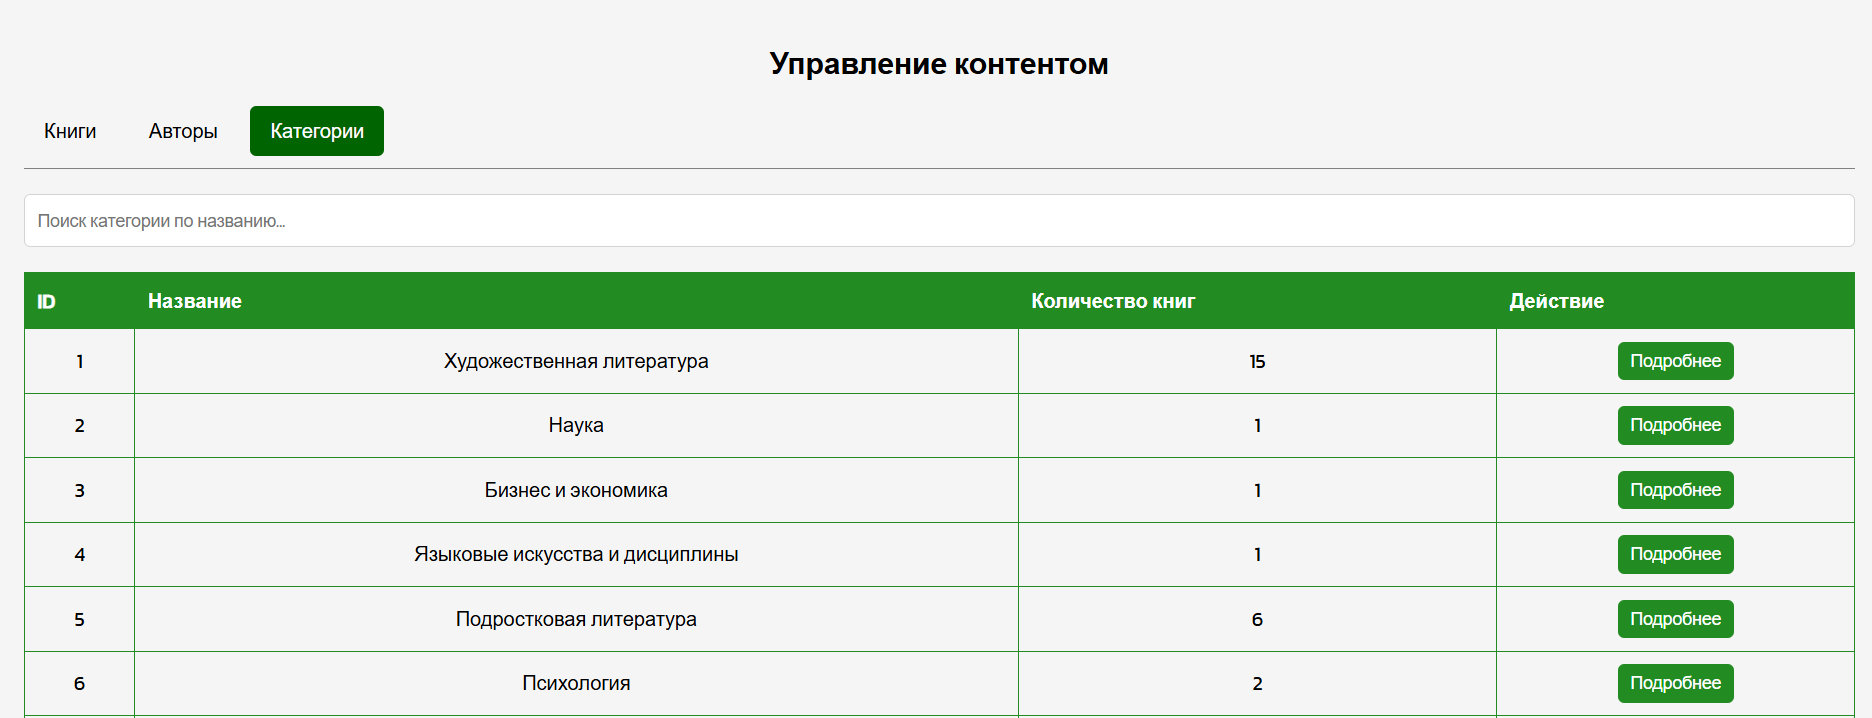 Управление контентом
Книги Авторы Категории
Поиск категории по названию...
ID Название Количество книг Действие
1 Художественная литература 15 Подробнее
2 Наука 1 Подробнее
3 Бизнес и экономика 1 Подробнее
4 Языковые искусства и дисциплины 1 Подробнее
5 Подростковая литература 6 Подробнее
6 Психология 2 Подробнее